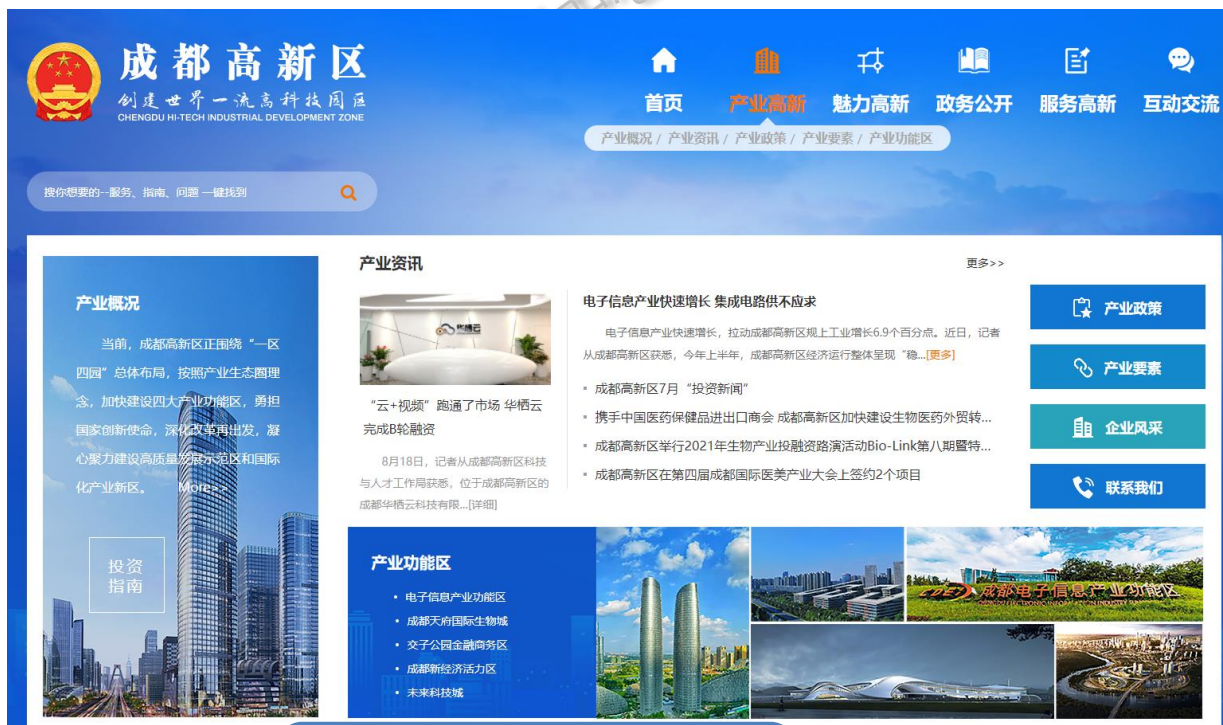 成都高新区
创建世界一流高科技园区
CHENGDU HI-TECH INDUSTRIAL DEVELOPMENT ZONE
首页
产业高新
魅力高新
政务公开
服务高新
互动交流
产业概况 / 产业资讯 / 产业政策 / 产业要素 / 产业功能区
搜你想要的--服务、指南、问题 一键找到
产业概况
当前，成都高新区正围绕“一区
四园”总体布局，按照产业生态圈理
念，加快建设四大产业功能区，勇担
国家创新使命，深化改革再出发，凝
心聚力建设高质量发展示范区和国际
化产业新区。 More>>
投资
指南
产业资讯
更多>>
华栖云
“云+视频”跑通了市场 华栖云
完成B轮融资
8月18日，记者从成都高新区科技
与人才工作局获悉，位于成都高新区的
成都华栖云科技有限...[详细]
电子信息产业快速增长 集成电路供不应求
电子信息产业快速增长，拉动成都高新区规上工业增长6.9个百分点。近日，记者
从成都高新区获悉，今年上半年，成都高新区经济运行整体呈现“稳...[更多]
成都高新区7月“投资新闻”
携手中国医药保健品进出口商会 成都高新区加快建设生物医药外贸转...
成都高新区举行2021年生物产业投融资路演活动Bio-Link第八期暨特...
成都高新区在第四届成都国际医美产业大会上签约2个项目
产业政策
产业要素
企业风采
联系我们
产业功能区
• 电子信息产业功能区
• 成都天府国际生物城
• 交子公园金融商务区
• 成都新经济活力区
• 未来科技城
成都电子信息产业功能区